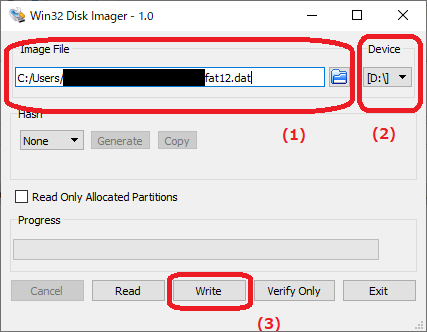 Win32 Disk Imager - 1.0
Image File
Device
C:/Users/
fat12.dat
[D:\]
(1)
(2)
Hash
None
Generate
Copy
Read Only Allocated Partitions
Progress
Cancel
Read
Write
Verify Only
Exit
(3)